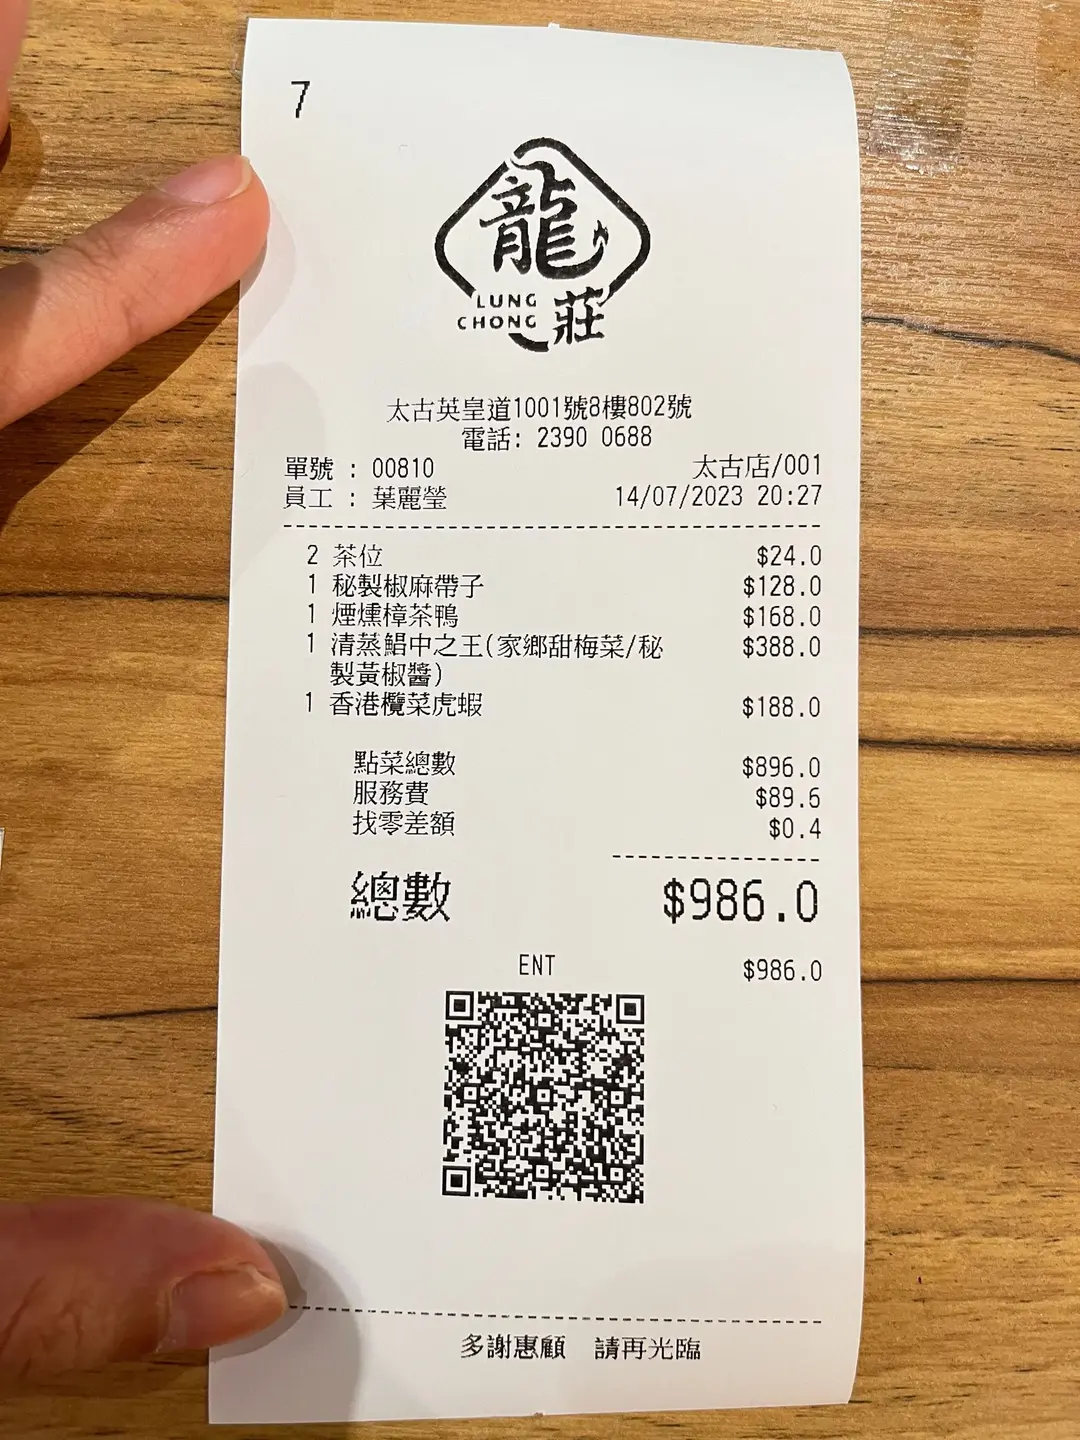 7
龍
LUNG
CHONG 莊
太古英皇道1001號8樓802號
電話: 2390 0688
單號 : 00810 太古店/001
員工 : 葉麗瑩 14/07/2023 20:27
2 茶位 $24.0
1 秘製椒麻帶子 $128.0
1 煙燻樟茶鴨 $168.0
1 清蒸鯧中之王(家鄉甜梅菜/秘 $388.0
製黃椒醬)
1 香港欖菜虎蝦 $188.0
點菜總數 $896.0
服務費 $89.6
找零差額 $0.4
總數 $986.0
ENT $986.0
多謝惠顧 請再光臨